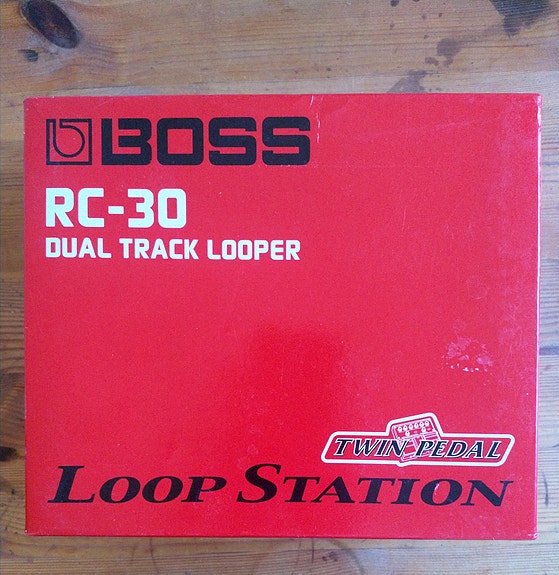 BOSS
RC-30
DUAL TRACK LOOPER
TWIN PEDAL
LOOP STATION